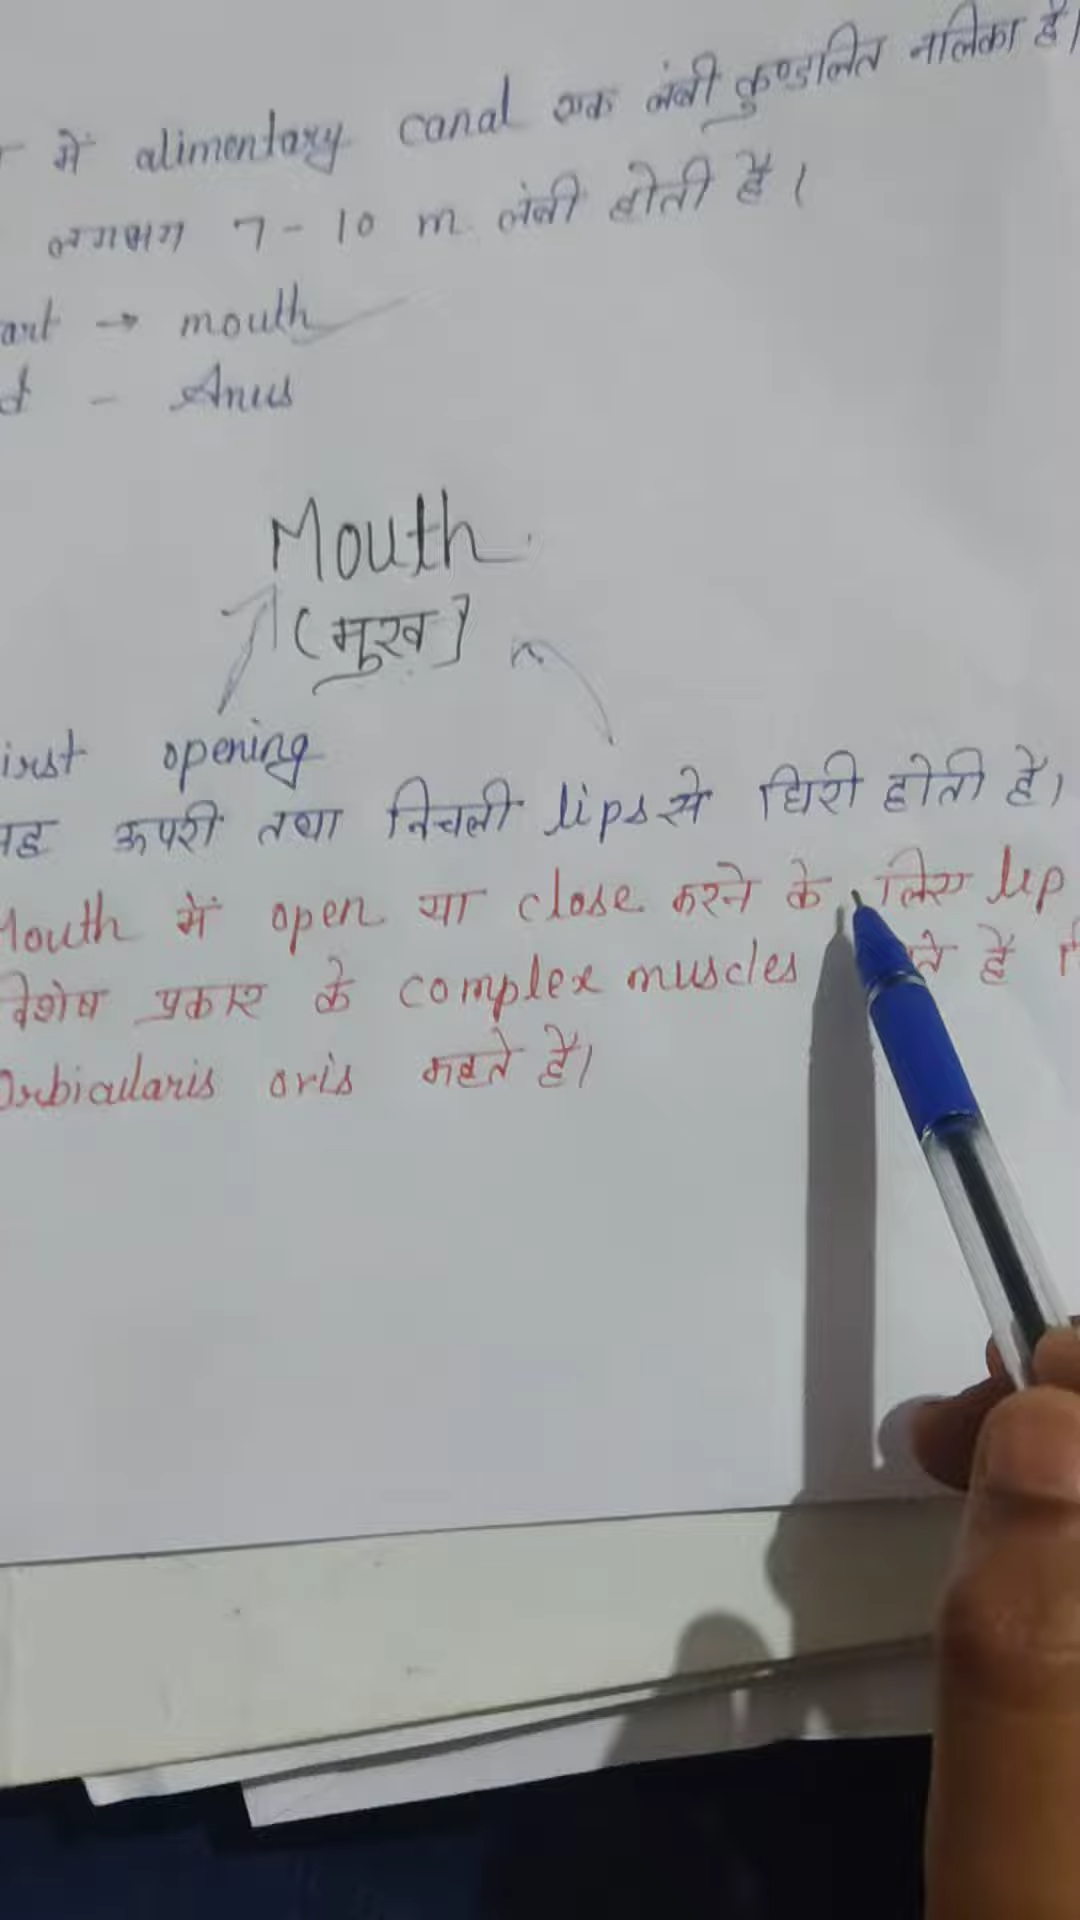 में alimentary canal एक लंबी कुण्डलित नलिका है।
लगभग 7-10 m लंबी होती है।
art → mouth
d - Anus
Mouth
(मुख)
irst opening
यह ऊपरी तथा निचली lips से घिरी होती है।
Mouth में open या close करने के लिए lip
विशेष प्रकार के complex muscles ते हैं
Orbicularis oris कहते हैं।